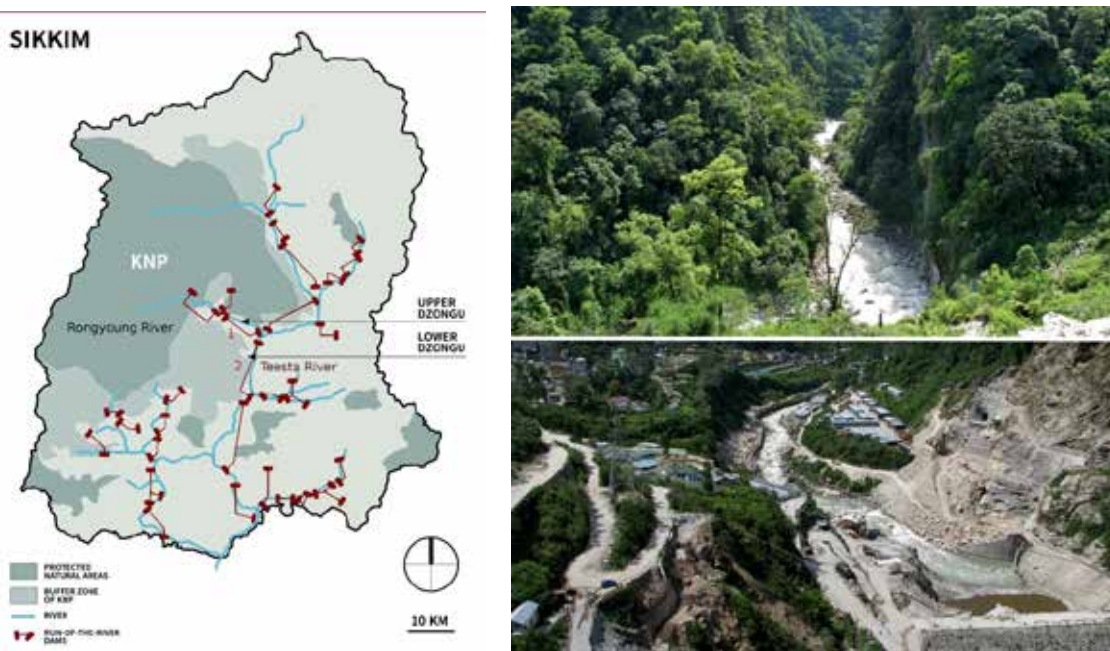 SIKKIM
KNP
UPPER
DZONGU
Rongyoung River
1
LOWER
DZONGU
2
Teesta River
PROTECTED
NATURAL AREAS
BUFFER ZONE
OF KNP
RIVER
RUN-OF-THE-RIVER
DAMS
10 KM